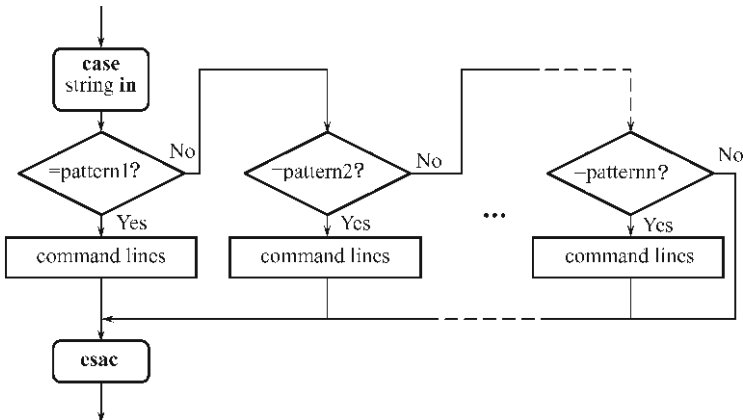 case
string in
No
No
No
=pattern1?
=pattern2?
=patternn?
Yes
Yes
Yes
...
command lines
command lines
command lines
esac